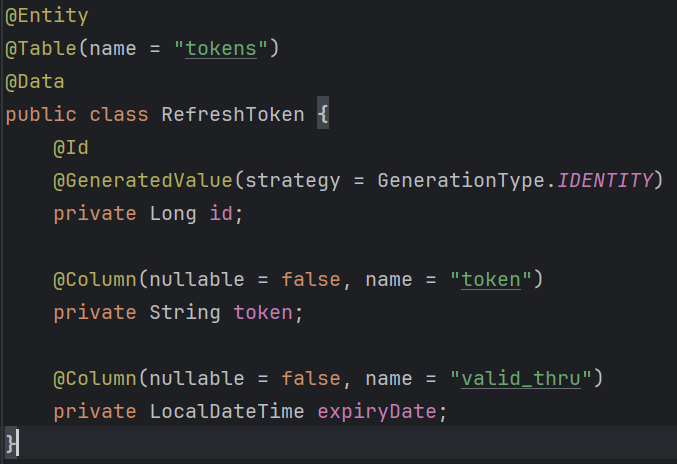 @Entity
@Table(name = "tokens")
@Data
public class RefreshToken {
    @Id
    @GeneratedValue(strategy = GenerationType.IDENTITY)
    private Long id;

    @Column(nullable = false, name = "token")
    private String token;

    @Column(nullable = false, name = "valid_thru")
    private LocalDateTime expiryDate;
}